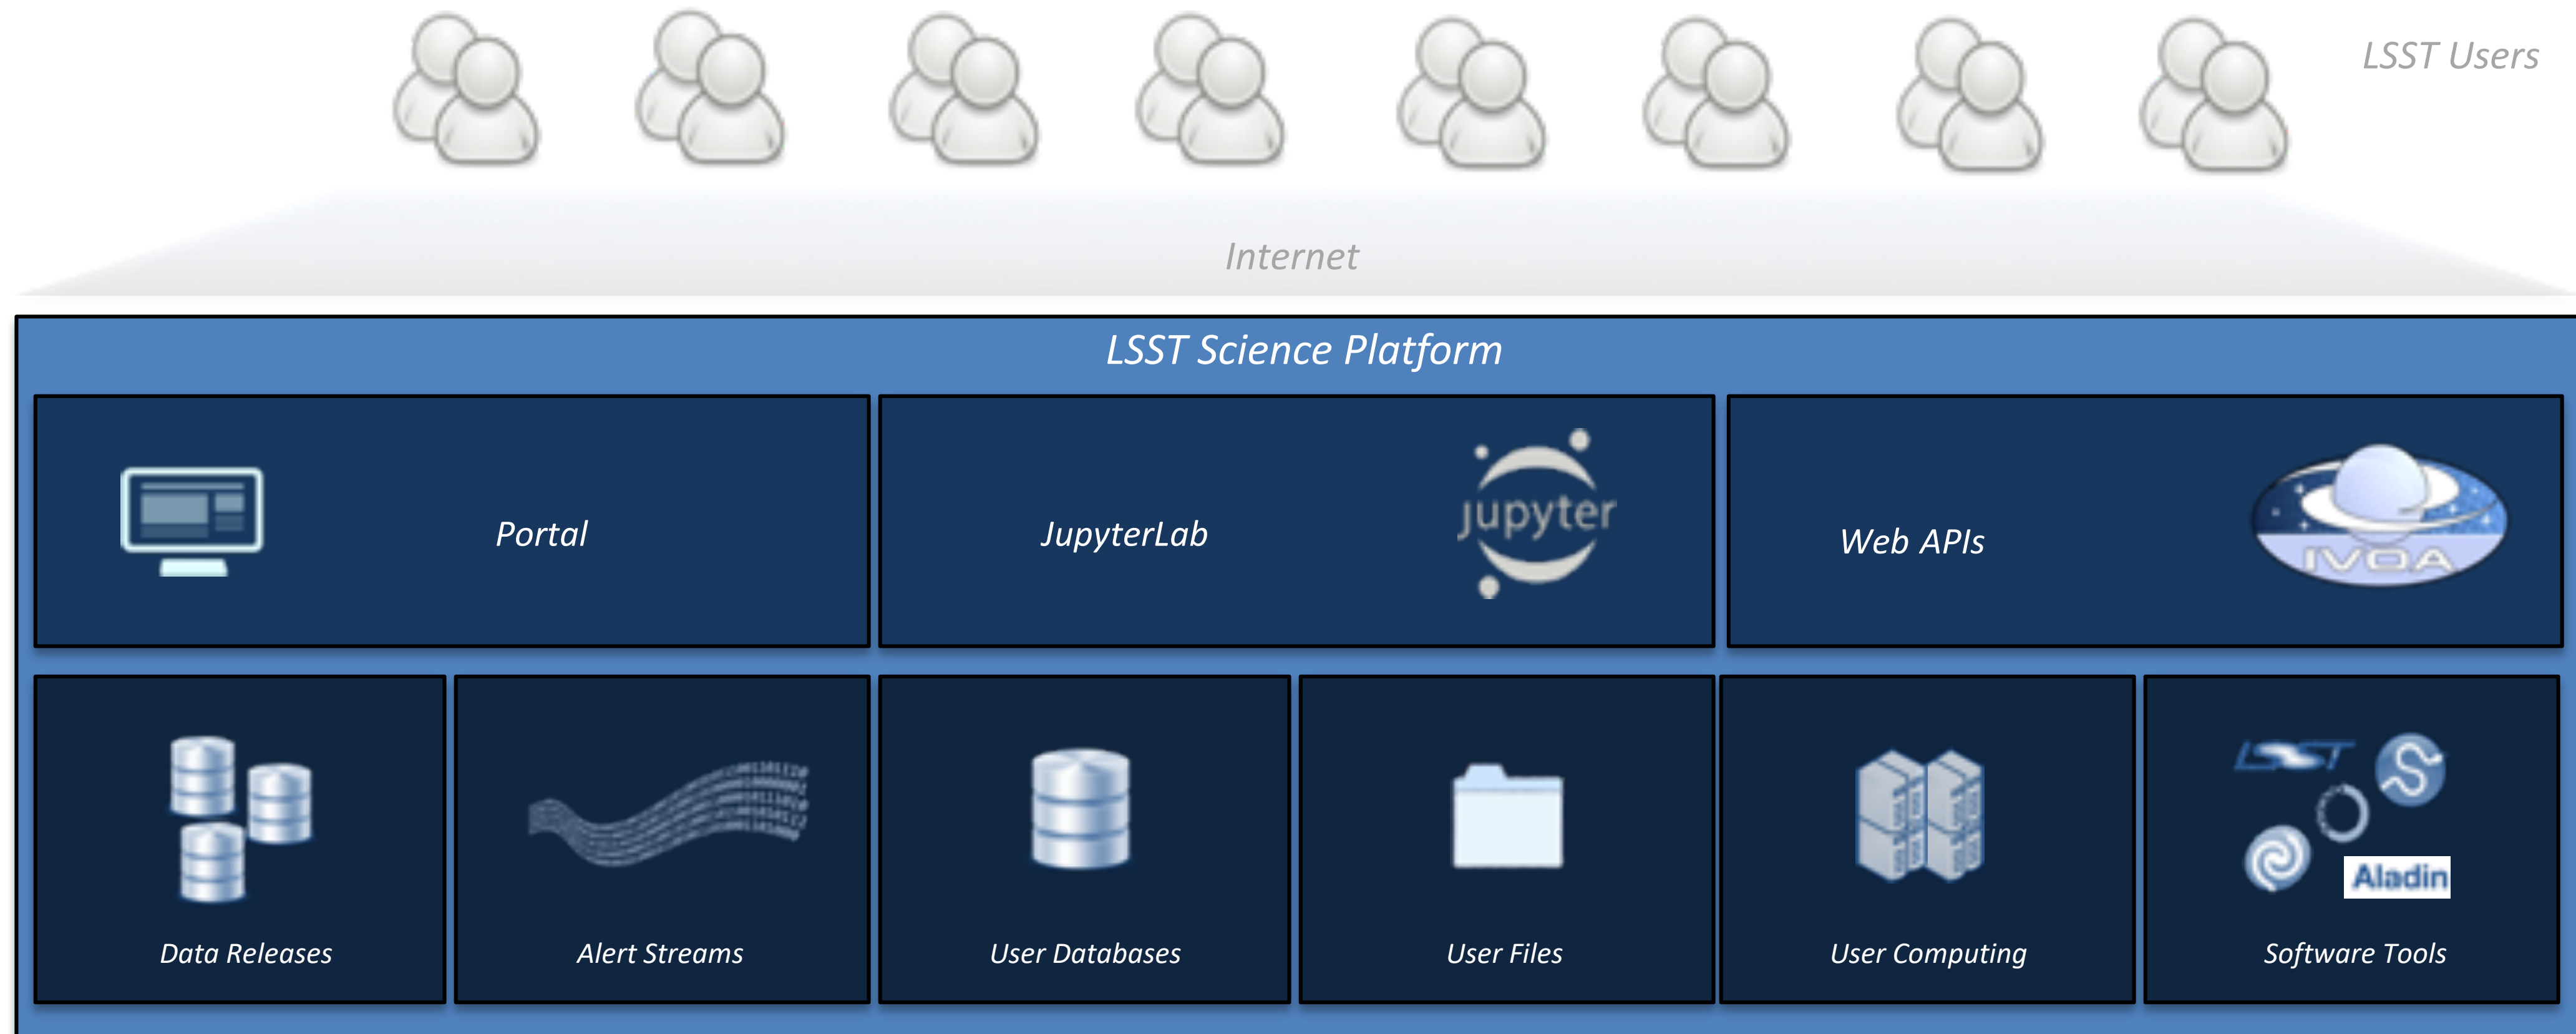 LSST Users
Internet
LSST Science Platform
Portal
JupyterLab
jupyter
Web APIs
IVOA
LSST
Aladin
Data Releases
Alert Streams
User Databases
User Files
User Computing
Software Tools